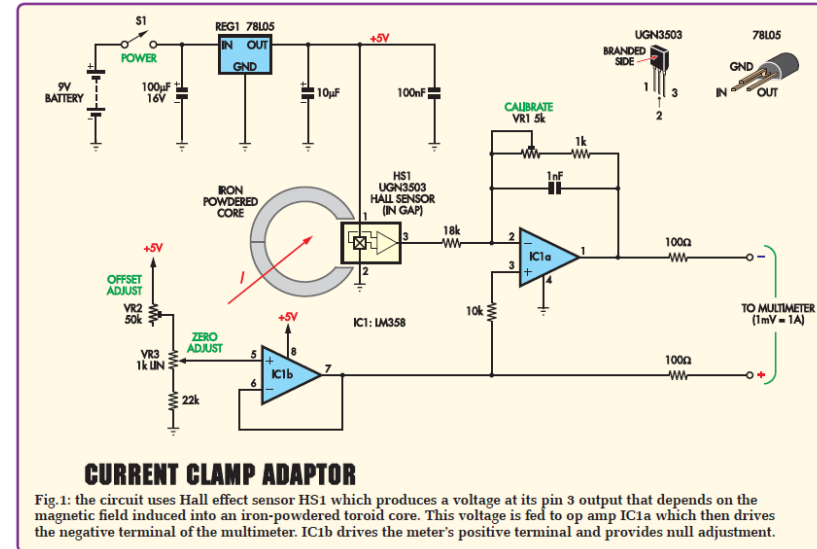 S1
POWER
9V
BATTERY
100µF
16V
REG1 78L05
IN OUT
GND
+5V
10µF
100nF
UGN3503
BRANDED
SIDE
1
2
3
78L05
GND
IN
OUT
CALIBRATE
VR1 5k
1k
1nF
IRON
POWDERED
CORE
HS1
UGN3503
HALL SENSOR
(IN GAP)
1
3
2
18k
2
3
IC1a
1
4
I
+5V
OFFSET
ADJUST
VR2
50k
ZERO
ADJUST
VR3
1k LIN
22k
IC1: LM358
+5V
8
5
6
IC1b
7
10k
100Ω
TO MULTIMETER
(1mV = 1A)
100Ω
CURRENT CLAMP ADAPTOR
Fig.1: the circuit uses Hall effect sensor HS1 which produces a voltage at its pin 3 output that depends on the
magnetic field induced into an iron-powdered toroid core. This voltage is fed to op amp IC1a which then drives
the negative terminal of the multimeter. IC1b drives the meter's positive terminal and provides null adjustment.